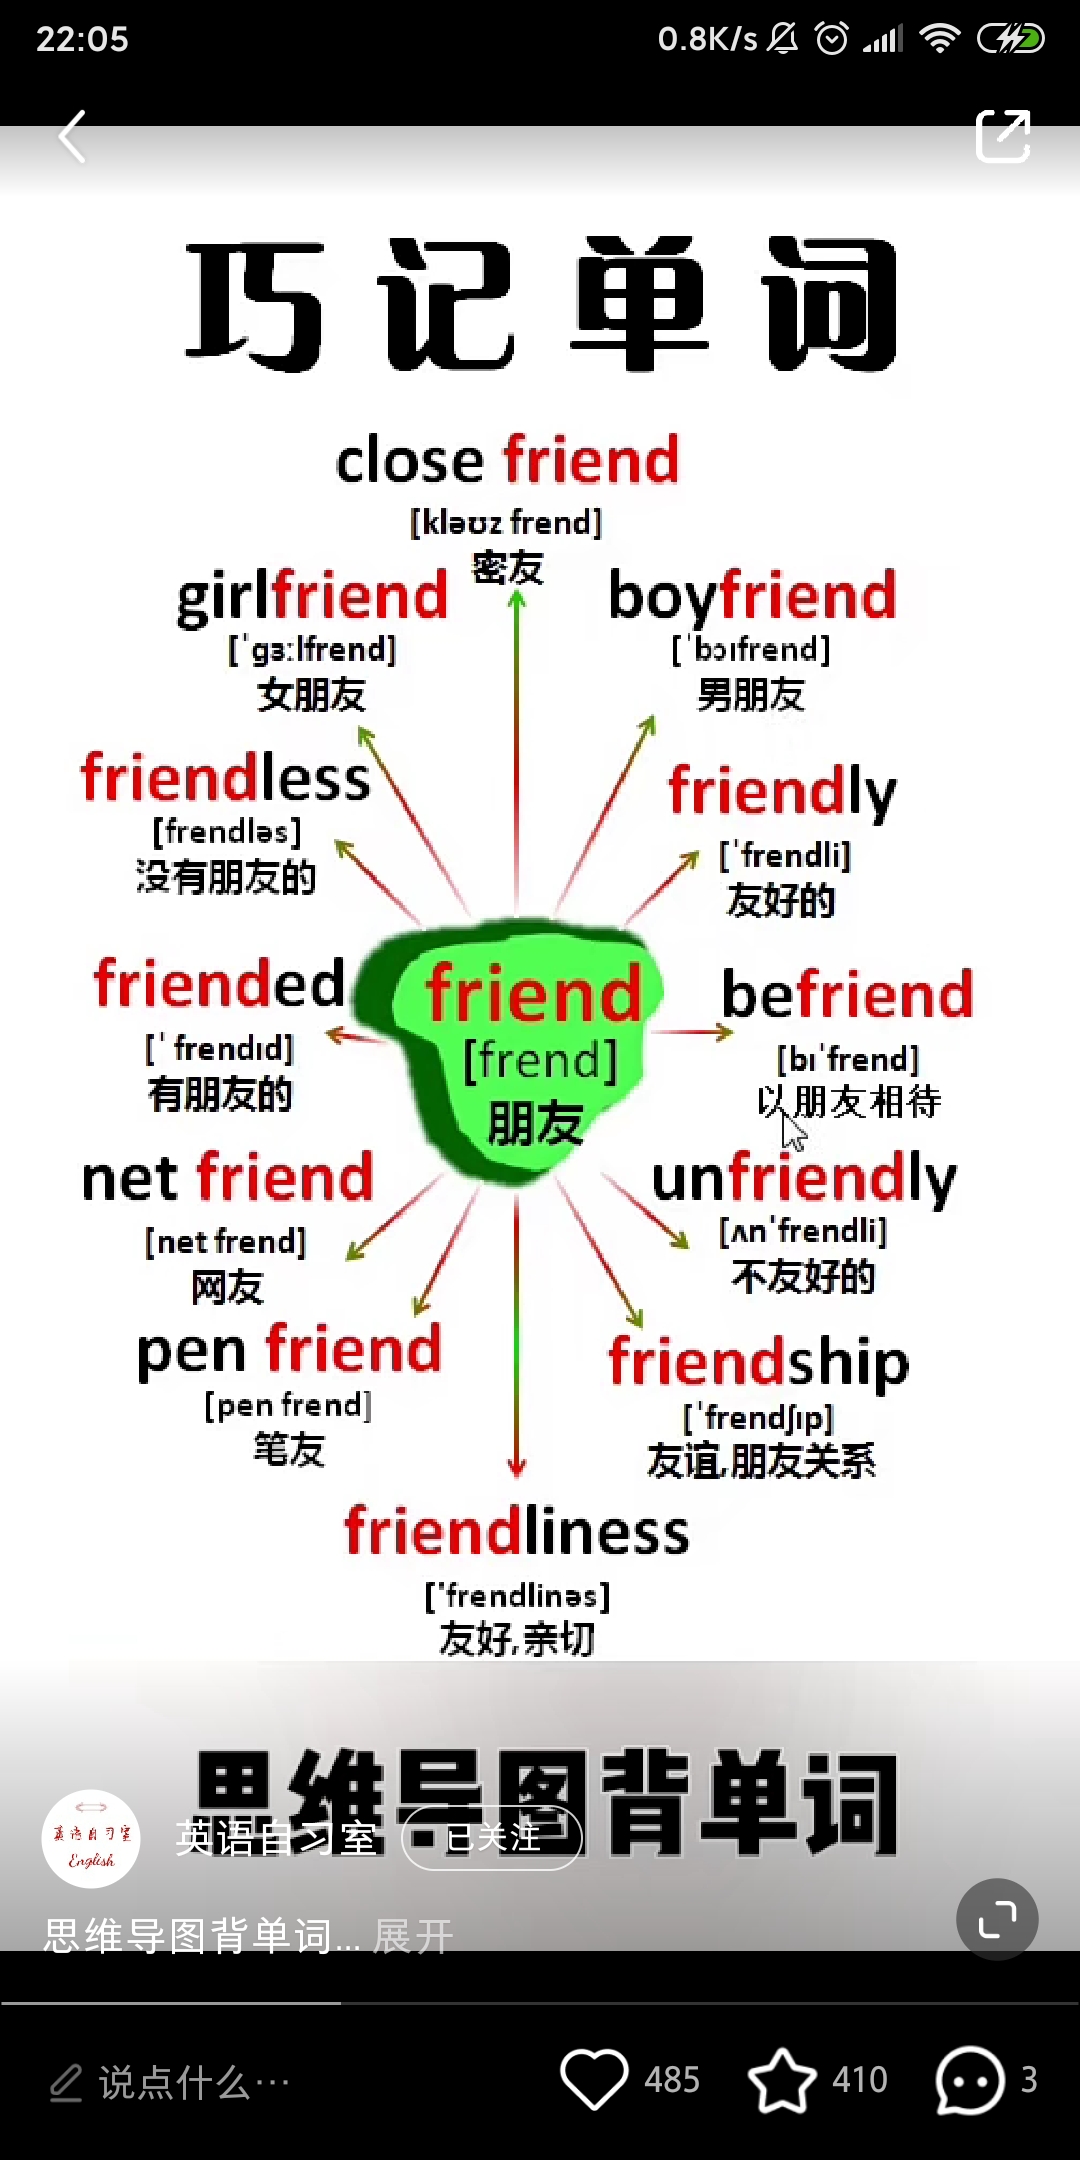 22:05
0.8K/s
巧记单词
close friend
[kləʊz frend]
密友
girlfriend
[ˈgɜːlfrend]
女朋友
boyfriend
[ˈbɔɪfrend]
男朋友
friendless
[frendləs]
没有朋友的
friendly
[ˈfrendli]
友好的
friended
[ˈ frendɪd]
有朋友的
friend
[frend]
朋友
befriend
[bɪˈfrend]
以朋友相待
net friend
[net frend]
网友
unfriendly
[ʌnˈfrendli]
不友好的
pen friend
[pen frend]
笔友
friendship
[ˈfrendʃɪp]
友谊,朋友关系
friendliness
['frendlinəs]
友好,亲切
思维导图背单词
英语自习室
English
英语自习室
已关注
思维导图背单词... 展开
说点什么...
485
410
3